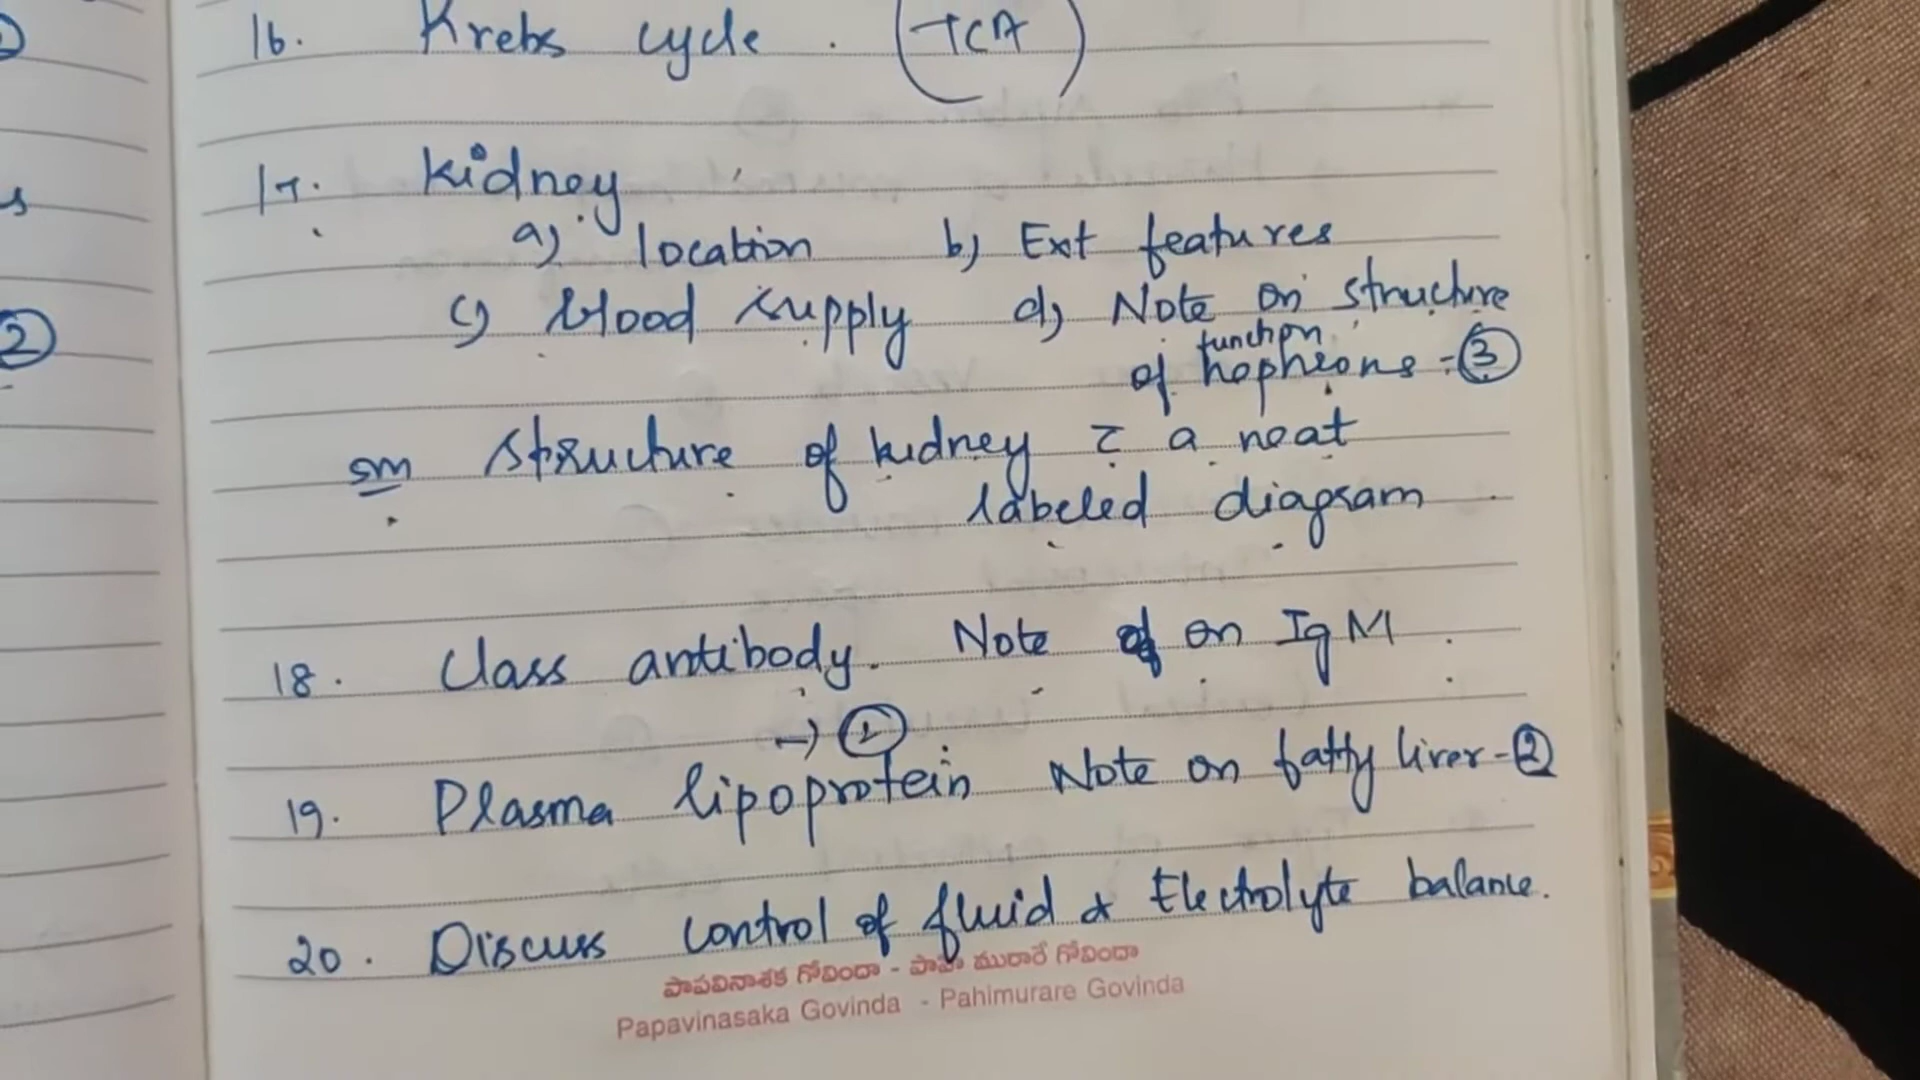 16. Krebs cycle. (TCA)
17. Kidney
a) location b) Ext features
c) blood supply d) Note on structure
function
of nephrons - ③
5m Structure of kidney c̄ a neat
labeled diagram
18. Class antibody. Note on IgM
→ ②
19. Plasma lipoprotein Note on fatty liver - ②
20. Discuss control of fluid & Electrolyte balance.
పాపవినాశక గోవిందా - పాహి మురారే గోవిందా
Papavinasaka Govinda - Pahimurare Govinda
②